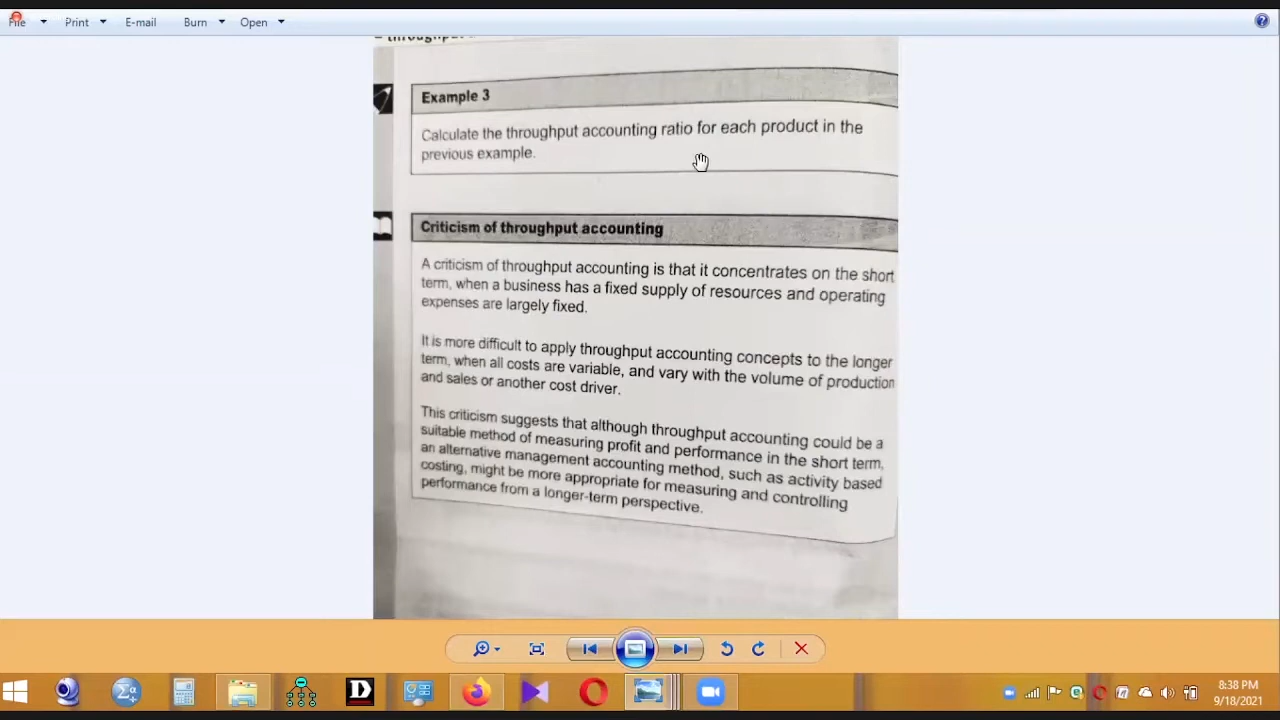 File Print E-mail Burn Open
Example 3
Calculate the throughput accounting ratio for each product in the
previous example.
Criticism of throughput accounting
A criticism of throughput accounting is that it concentrates on the short
term, when a business has a fixed supply of resources and operating
expenses are largely fixed.
It is more difficult to apply throughput accounting concepts to the longer
term, when all costs are variable, and vary with the volume of production
and sales or another cost driver.
This criticism suggests that although throughput accounting could be a
suitable method of measuring profit and performance in the short term,
an alternative management accounting method, such as activity based
costing, might be more appropriate for measuring and controlling
performance from a longer-term perspective.
8:38 PM
9/18/2021